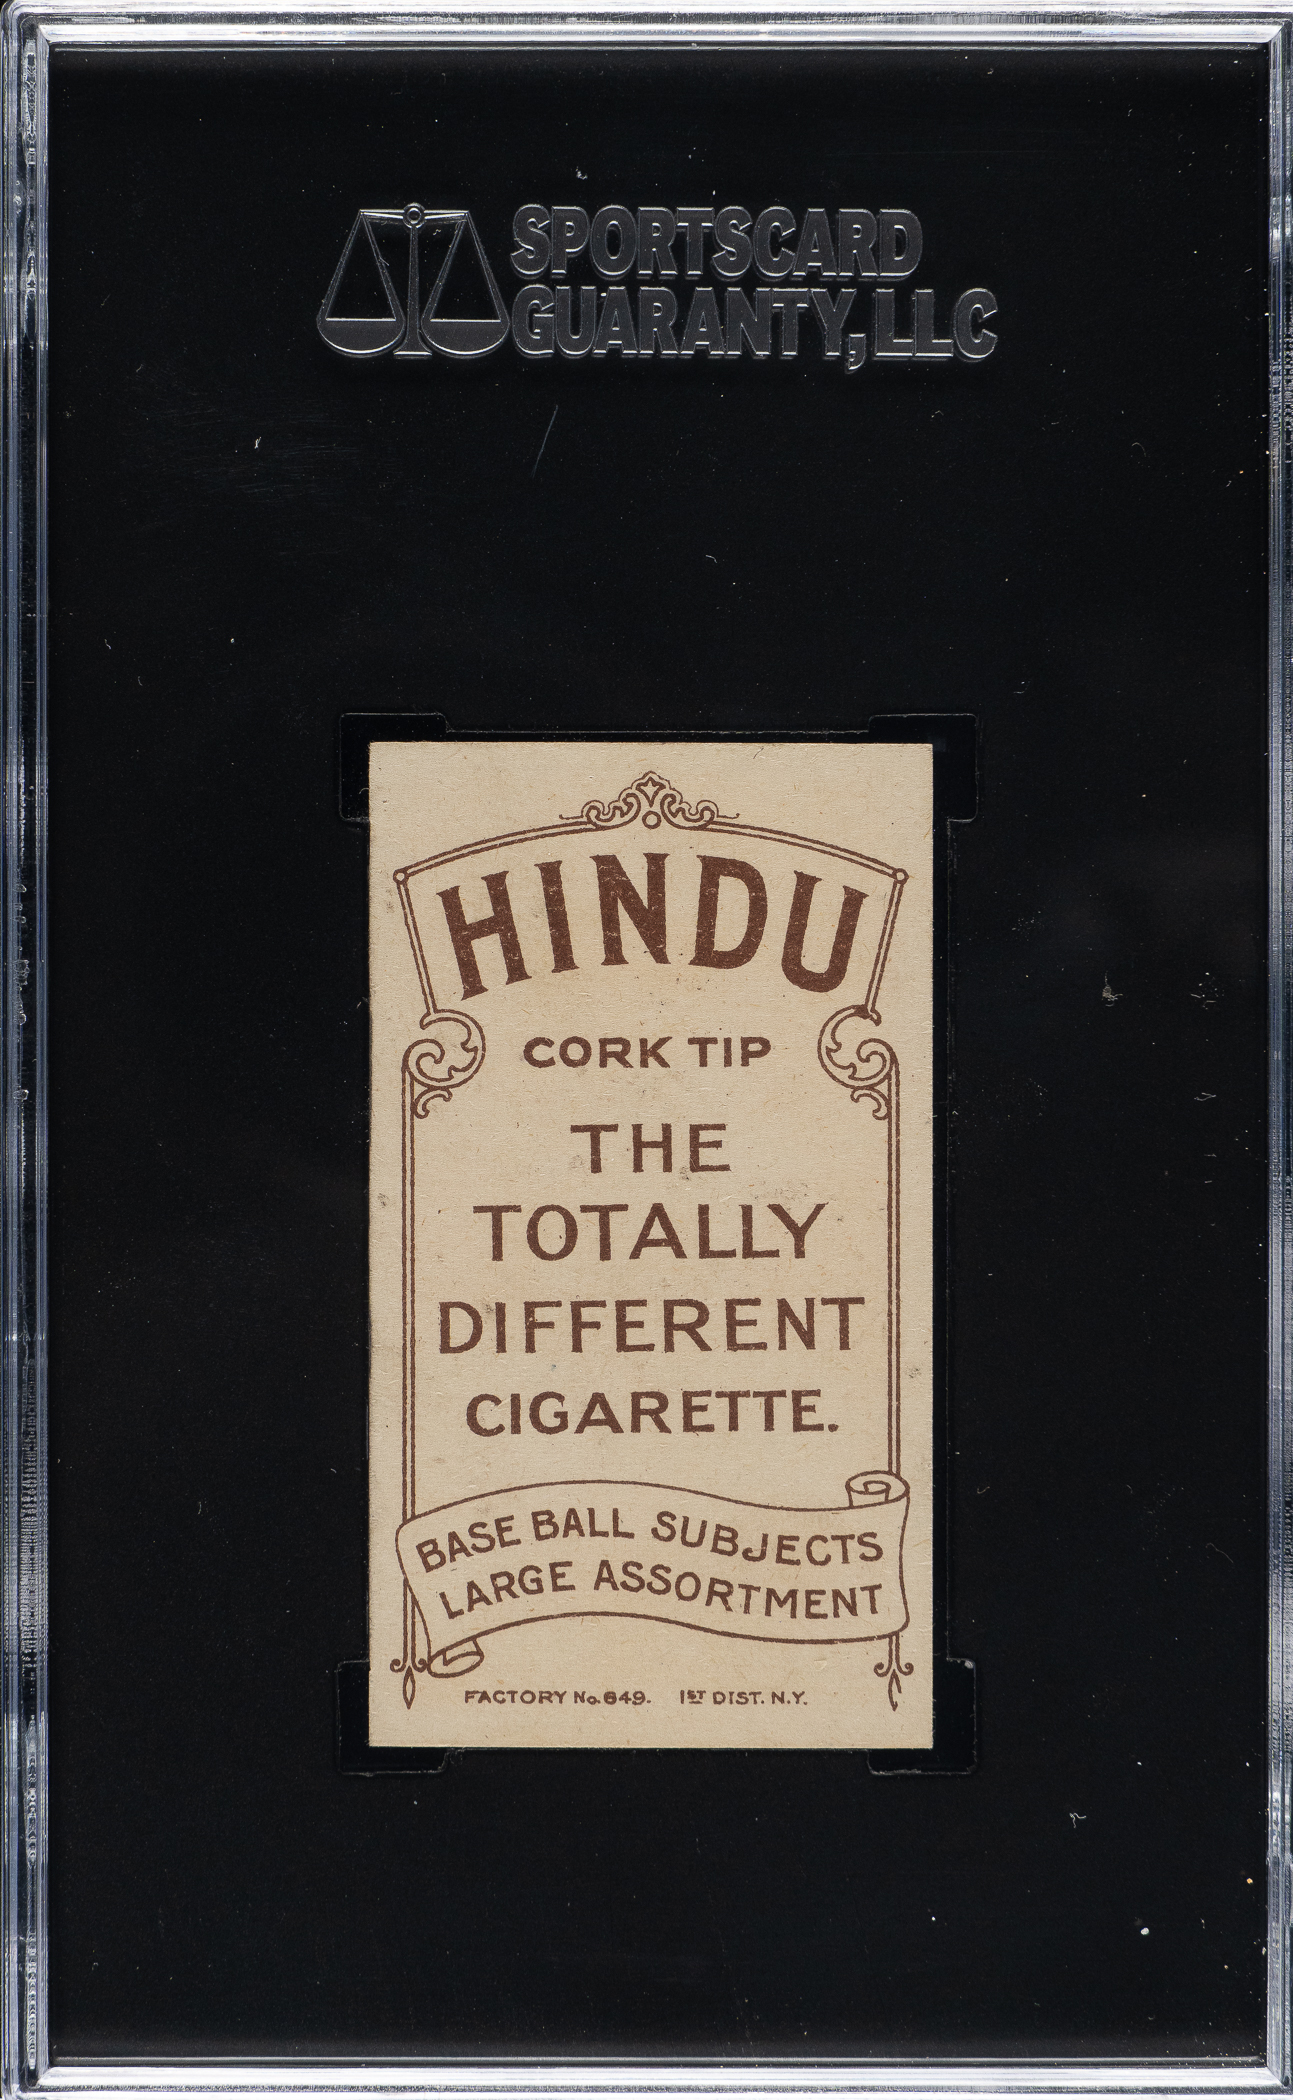 SPORTSCARD
GUARANTY, LLC
HINDU
CORK TIP
THE
TOTALLY
DIFFERENT
CIGARETTE.
BASE BALL SUBJECTS
LARGE ASSORTMENT
FACTORY No. 649. 1ST DIST. N.Y.